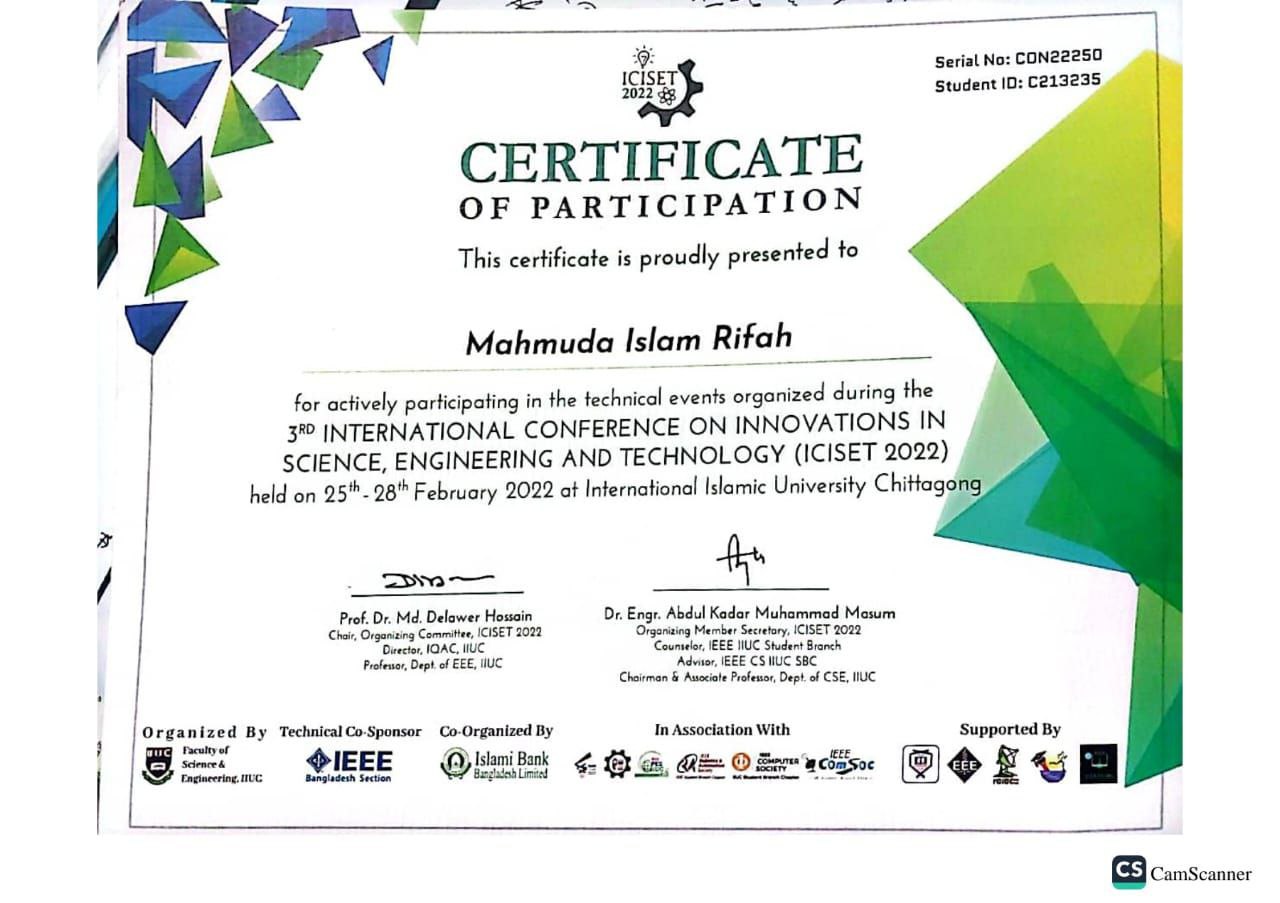 ICISET
2022
Serial No: CON22250
Student ID: C213235
CERTIFICATE
OF PARTICIPATION
This certificate is proudly presented to
Mahmuda Islam Rifah
for actively participating in the technical events organized during the
3RD INTERNATIONAL CONFERENCE ON INNOVATIONS IN
SCIENCE, ENGINEERING AND TECHNOLOGY (ICISET 2022)
held on 25th - 28th February 2022 at International Islamic University Chittagong
Prof. Dr. Md. Delawer Hossain
Chair, Organizing Committee, ICISET 2022
Director, IQAC, IIUC
Professor, Dept. of EEE, IIUC
Dr. Engr. Abdul Kadar Muhammad Masum
Organizing Member Secretary, ICISET 2022
Counselor, IEEE IIUC Student Branch
Advisor, IEEE CS IIUC SBC
Chairman & Associate Professor, Dept. of CSE, IIUC
Organized By
IIUC
Faculty of
Science &
Engineering, IIUC
Technical Co-Sponsor
IEEE
Bangladesh Section
Co-Organized By
Islami Bank
Bangladesh Limited
In Association With
COMPUTER
SOCIETY
IEEE
ComSoc
Supported By
EEE
CS CamScanner